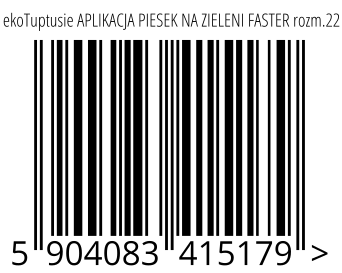 ekoTuptusie APLIKACJA PIESEK NA ZIELENI FASTER rozm.22
5 904083 415179 >